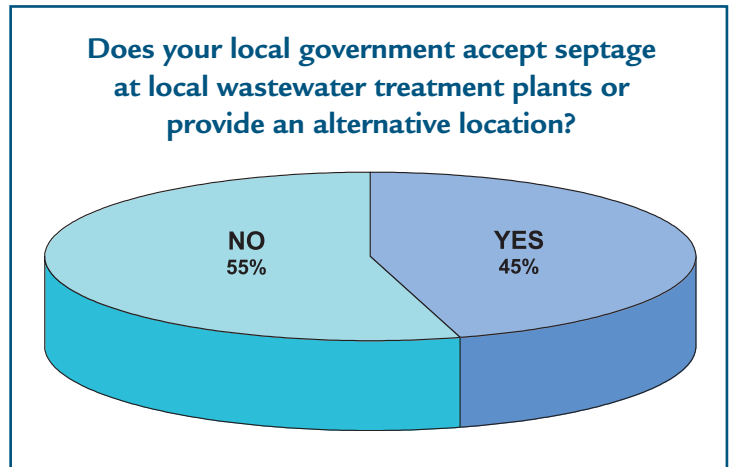 Does your local government accept septage
at local wastewater treatment plants or
provide an alternative location?
NO
55%
YES
45%